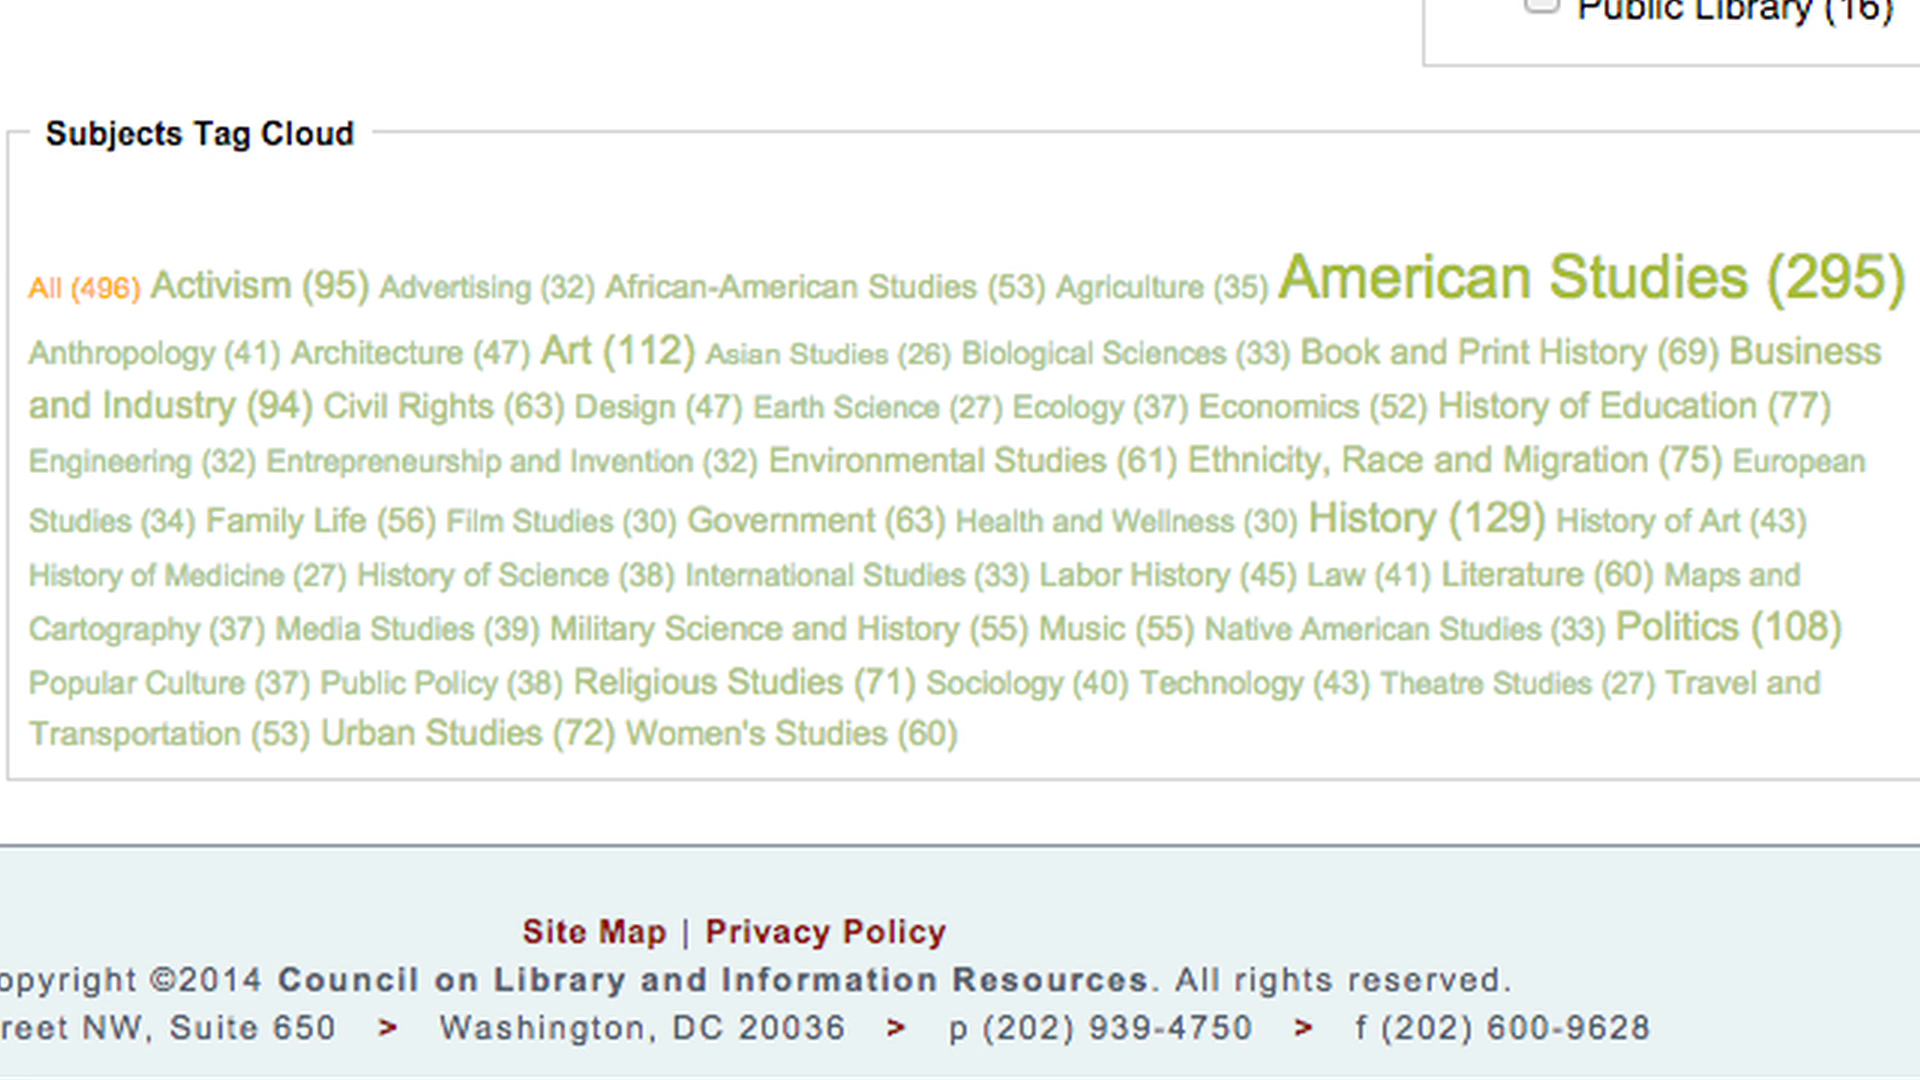 Public Library (16)
Subjects Tag Cloud
All (496) Activism (95) Advertising (32) African-American Studies (53) Agriculture (35) American Studies (295)
Anthropology (41) Architecture (47) Art (112) Asian Studies (26) Biological Sciences (33) Book and Print History (69) Business
and Industry (94) Civil Rights (63) Design (47) Earth Science (27) Ecology (37) Economics (52) History of Education (77)
Engineering (32) Entrepreneurship and Invention (32) Environmental Studies (61) Ethnicity, Race and Migration (75) European
Studies (34) Family Life (56) Film Studies (30) Government (63) Health and Wellness (30) History (129) History of Art (43)
History of Medicine (27) History of Science (38) International Studies (33) Labor History (45) Law (41) Literature (60) Maps and
Cartography (37) Media Studies (39) Military Science and History (55) Music (55) Native American Studies (33) Politics (108)
Popular Culture (37) Public Policy (38) Religious Studies (71) Sociology (40) Technology (43) Theatre Studies (27) Travel and
Transportation (53) Urban Studies (72) Women's Studies (60)
Site Map | Privacy Policy
opyright ©2014 Council on Library and Information Resources. All rights reserved.
reet NW, Suite 650 > Washington, DC 20036 > p (202) 939-4750 > f (202) 600-9628